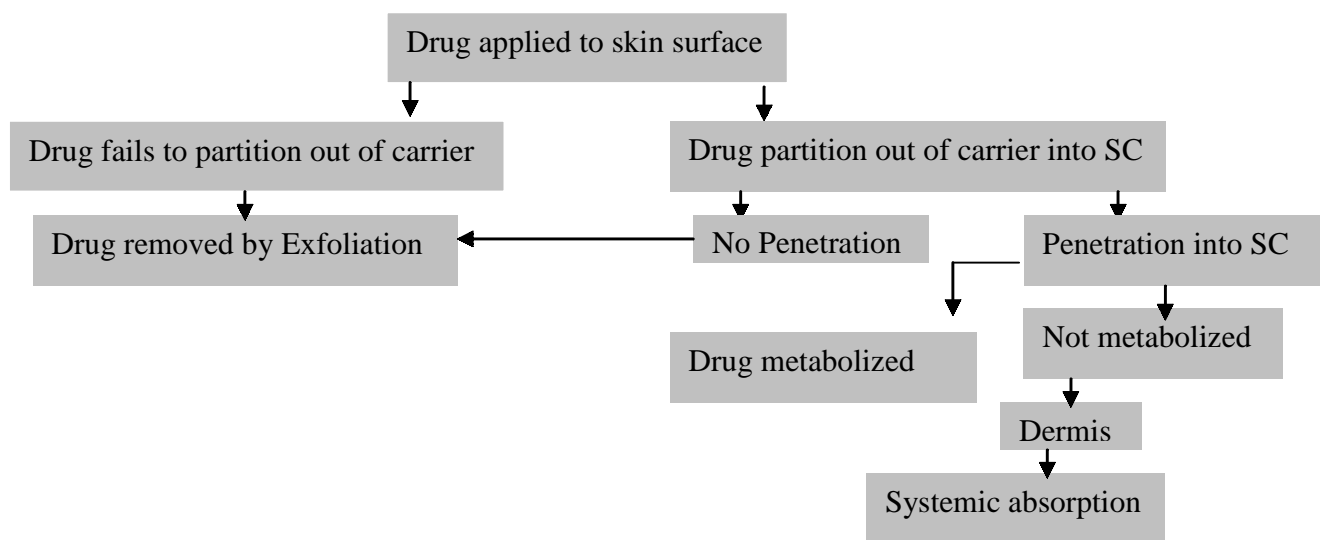 Drug applied to skin surface
Drug fails to partition out of carrier
Drug partition out of carrier into SC
Drug removed by Exfoliation
No Penetration
Penetration into SC
Drug metabolized
Not metabolized
Dermis
Systemic absorption